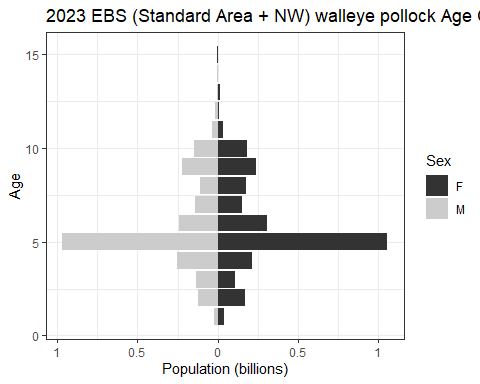 2023 EBS (Standard Area + NW) walleye pollock Age
15
10
5
0
Age
1
0.5
0
0.5
1
Population (billions)
Sex
F
M